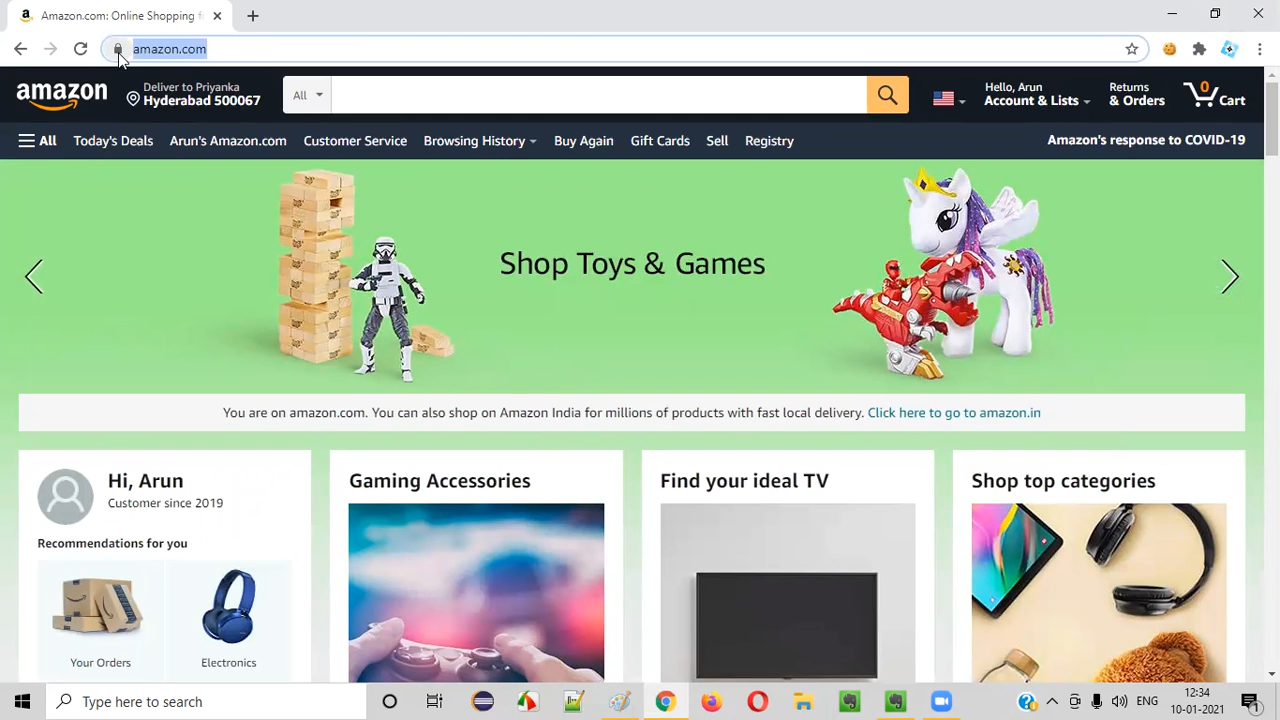 Amazon.com: Online Shopping f
amazon.com
amazon
Deliver to Priyanka
Hyderabad 500067
All
Hello, Arun
Account & Lists
Returns
& Orders
0
Cart
All
Today's Deals
Arun's Amazon.com
Customer Service
Browsing History
Buy Again
Gift Cards
Sell
Registry
Amazon's response to COVID-19
Shop Toys & Games
You are on amazon.com. You can also shop on Amazon India for millions of products with fast local delivery. Click here to go to amazon.in
Hi, Arun
Customer since 2019
Recommendations for you
Your Orders
Electronics
Gaming Accessories
Find your ideal TV
Shop top categories
Type here to search
ENG
12:34
10-01-2021